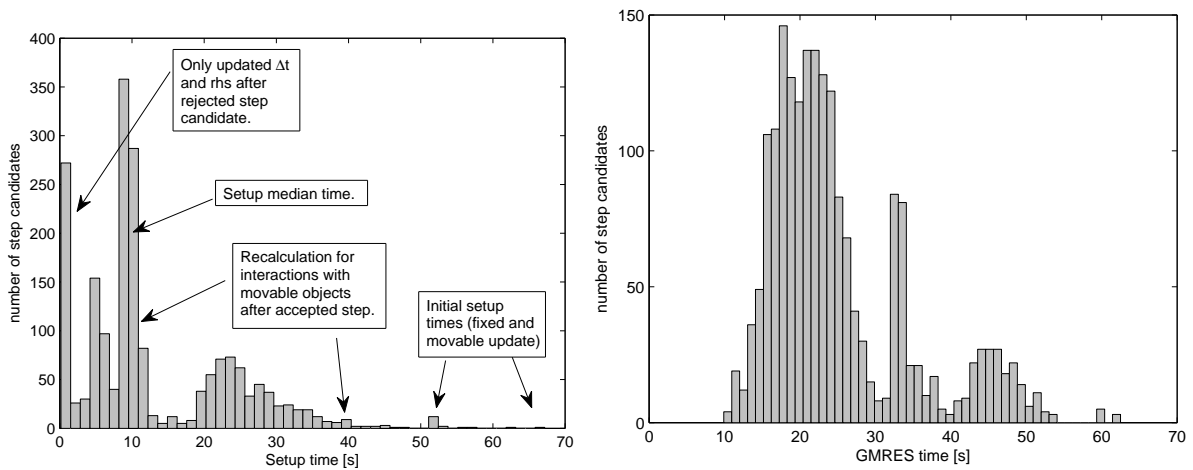 400
350
300
250
200
150
100
50
0
number of step candidates
Only updated Δt
and rhs after
rejected step
candidate.
Setup median time.
Recalculation for
interactions with
movable objects
after accepted step.
Initial setup
times (fixed and
movable update)
0 10 20 30 40 50 60 70
Setup time [s]
150
100
50
0
number of step candidates
0 10 20 30 40 50 60 70
GMRES time [s]